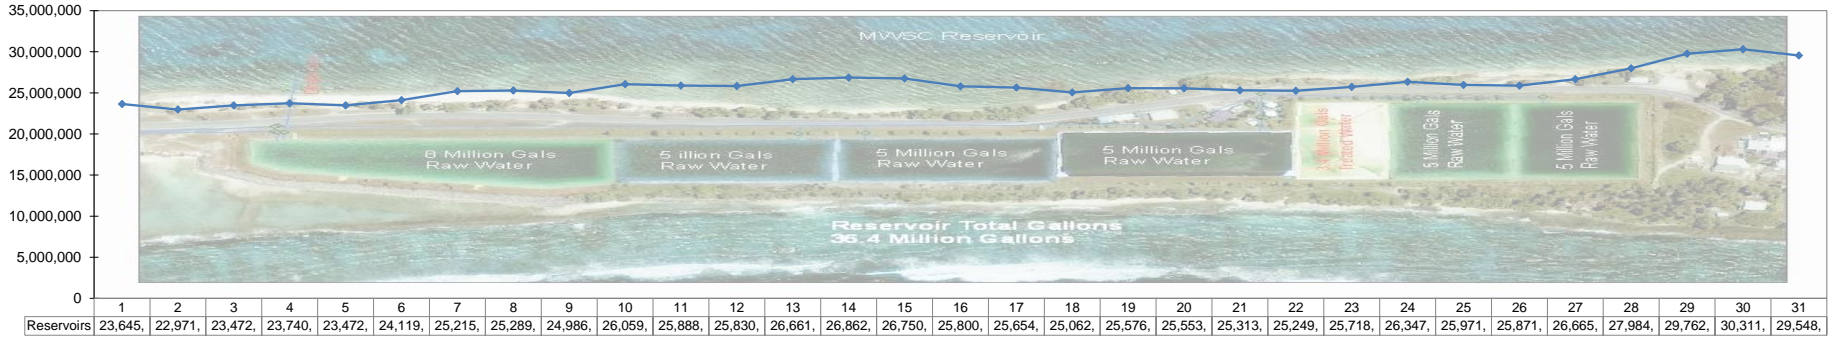 35,000,000
30,000,000
25,000,000
20,000,000
15,000,000
10,000,000
5,000,000
0
MWSC Reservoir
8 Million Gals
Raw Water
5 illion Gals
Raw Water
5 Million Gals
Raw Water
5 Million Gals
Raw Water
Million Gals
Treated Water
5 Million Gals
Raw Water
5 Million Gals
Raw Water
Reservoir Total Gallons
36.4 Million Gallons
1 2 3 4 5 6 7 8 9 10 11 12 13 14 15 16 17 18 19 20 21 22 23 24 25 26 27 28 29 30 31
Reservoirs 23,645, 22,971, 23,472, 23,740, 23,472, 24,119, 25,215, 25,289, 24,986, 26,059, 25,888, 25,830, 26,661, 26,862, 26,750, 25,800, 25,654, 25,062, 25,576, 25,553, 25,313, 25,249, 25,718, 26,347, 25,971, 25,871, 26,665, 27,984, 29,762, 30,311, 29,548,